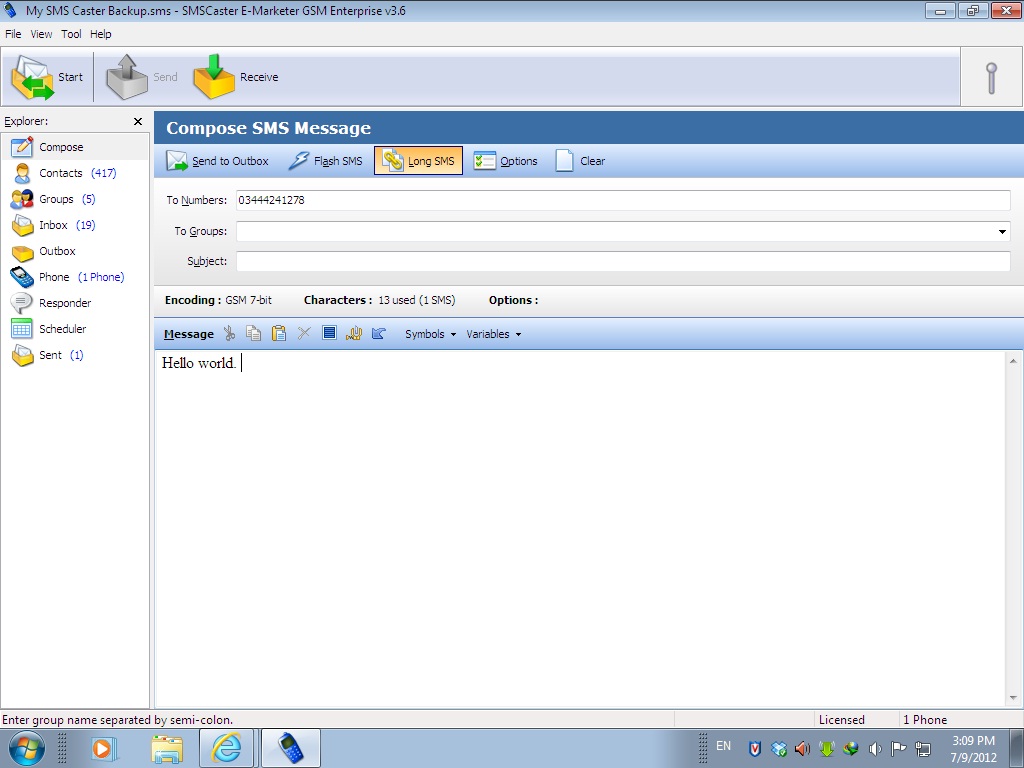 My SMS Caster Backup.sms - SMSCaster E-Marketer GSM Enterprise v3.6
File View Tool Help
Start Send Receive
Explorer:
Compose
Contacts (417)
Groups (5)
Inbox (19)
Outbox
Phone (1 Phone)
Responder
Scheduler
Sent (1)
Compose SMS Message
Send to Outbox Flash SMS Long SMS Options Clear
To Numbers: 03444241278
To Groups:
Subject:
Encoding : GSM 7-bit Characters : 13 used (1 SMS) Options :
Message Symbols Variables
Hello world.
Enter group name separated by semi-colon. Licensed 1 Phone
EN 3:09 PM
7/9/2012